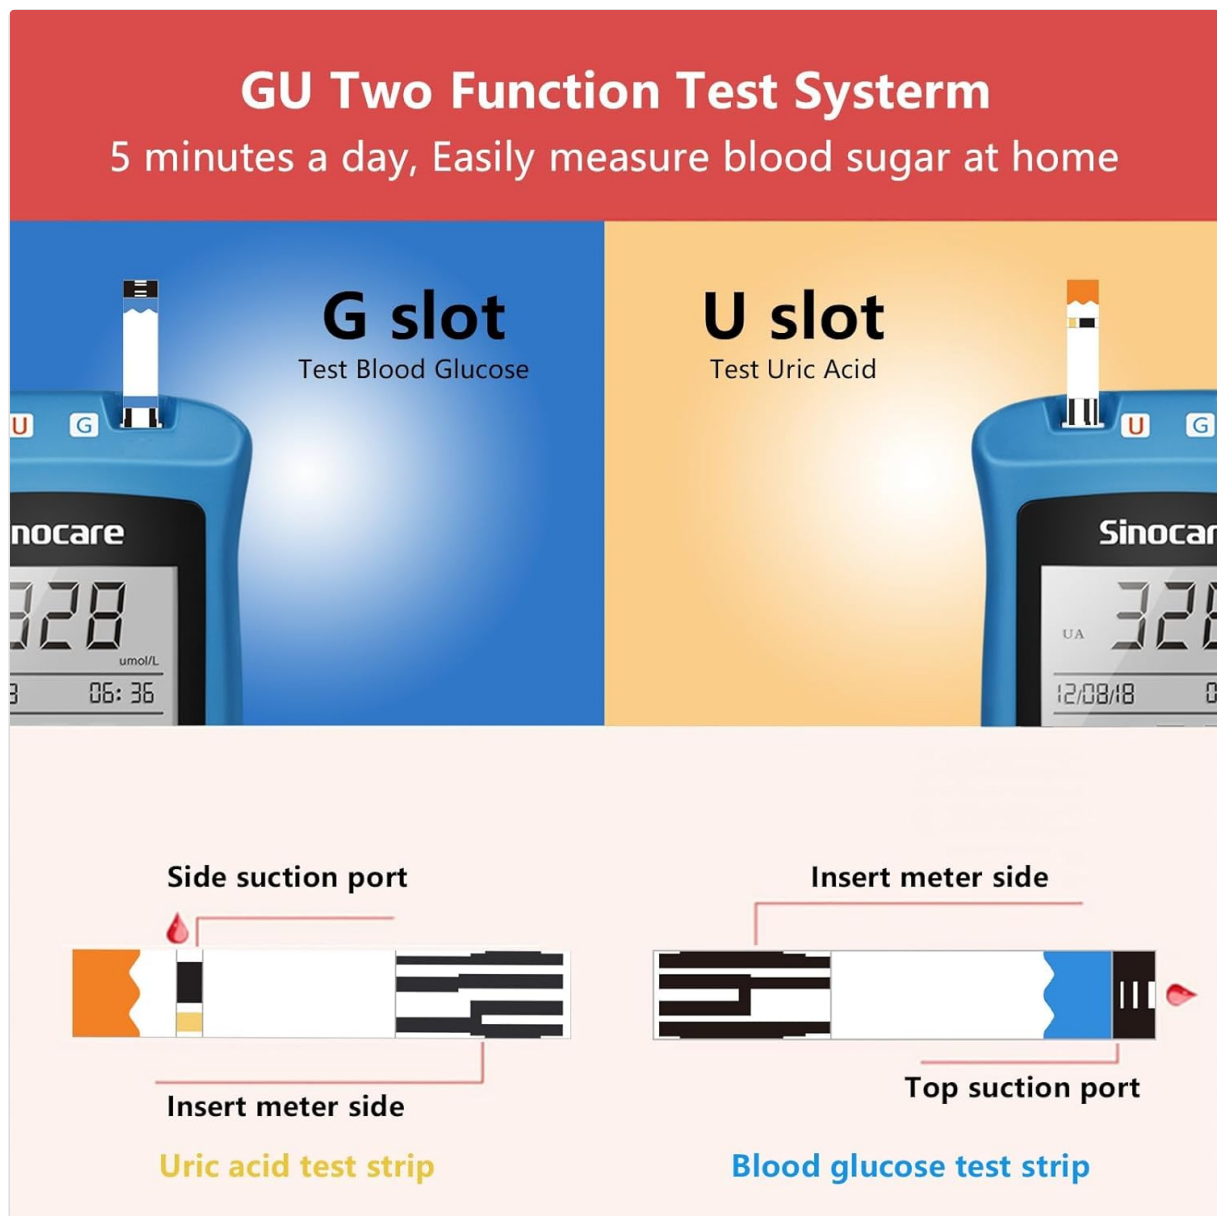 GU Two Function Test Systerm
5 minutes a day, Easily measure blood sugar at home
G slot
Test Blood Glucose
U slot
Test Uric Acid
U G
U G
nocare
Sinocar
328
umol/L
06:36
UA 328
12/08/18
Side suction port
Insert meter side
Insert meter side
Top suction port
Uric acid test strip
Blood glucose test strip